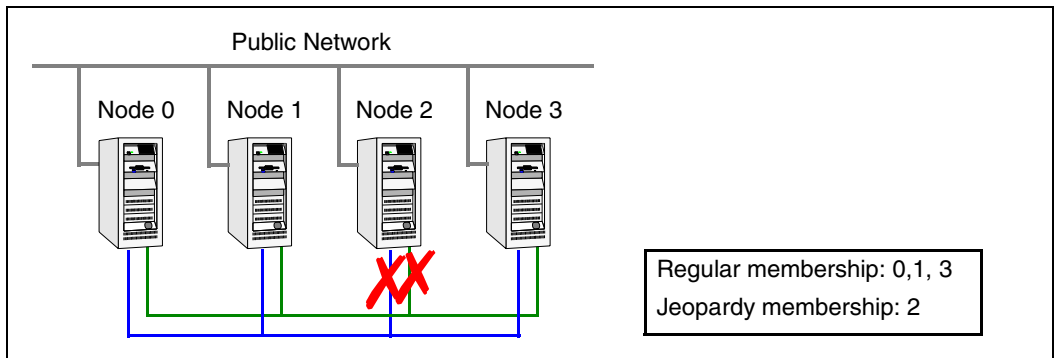 Public Network
Node 0
Node 1
Node 2
Node 3
Regular membership: 0,1, 3
Jeopardy membership: 2